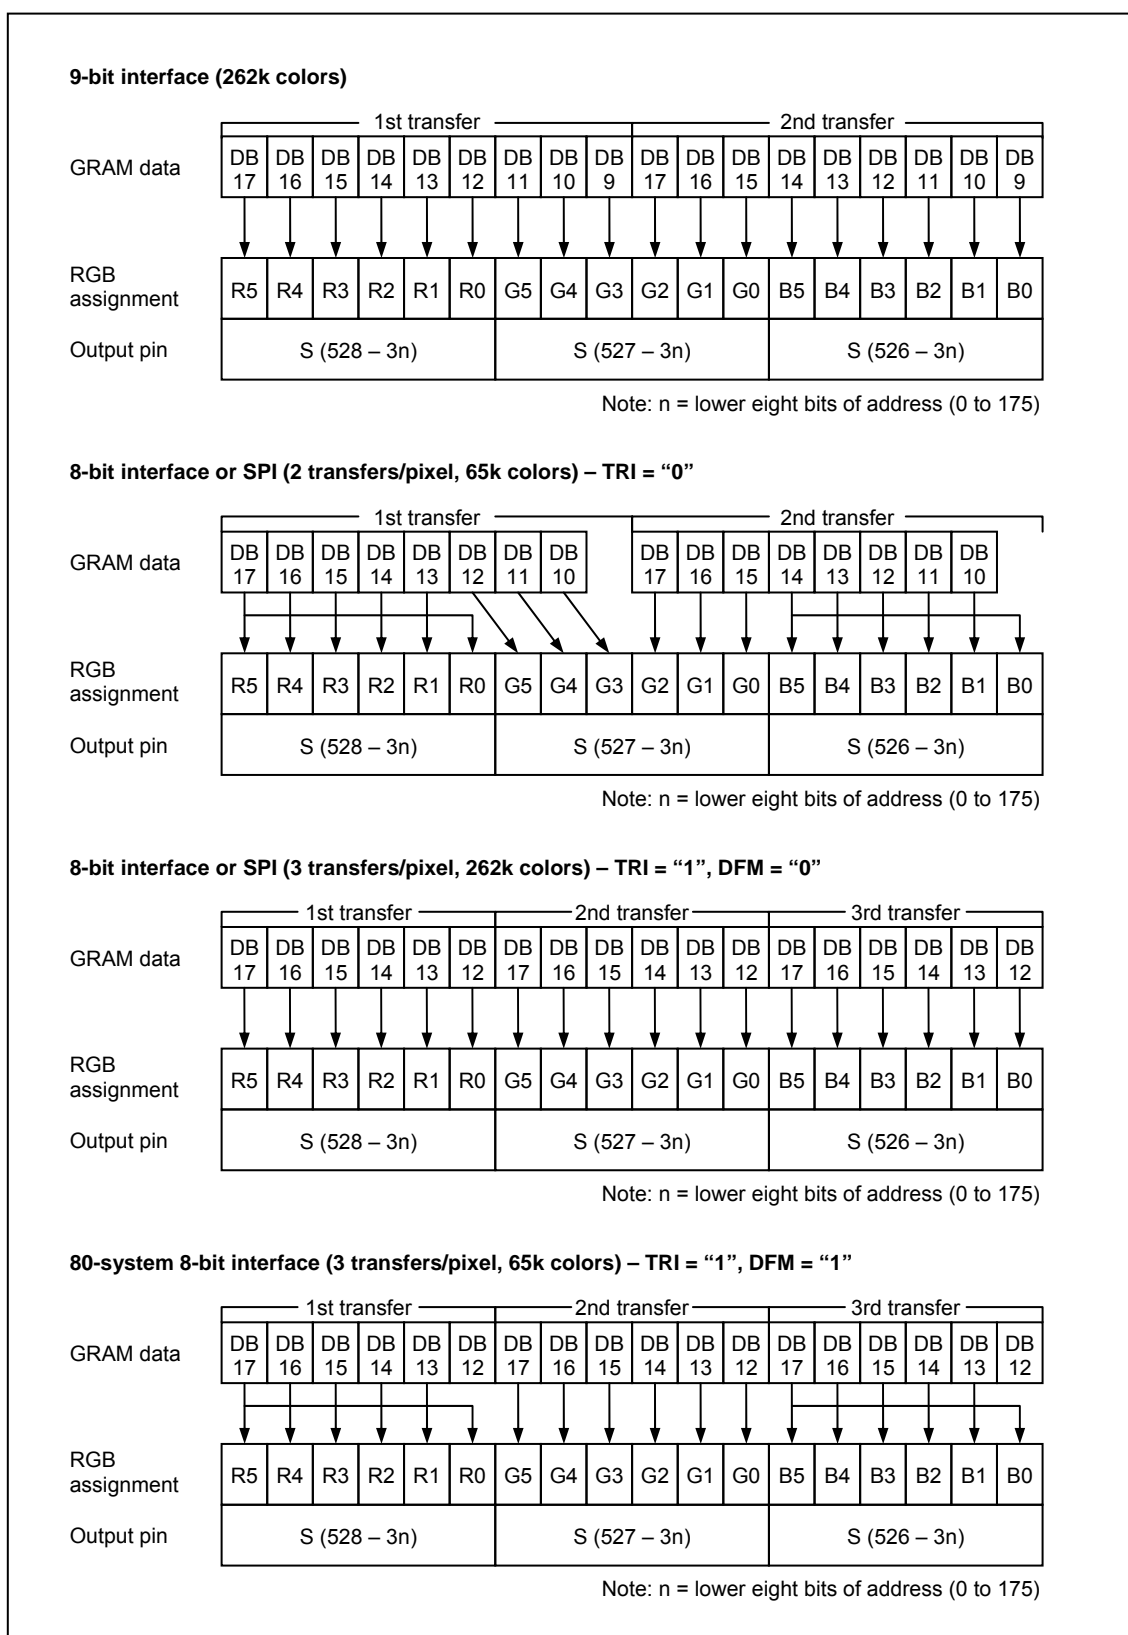 9-bit interface (262k colors)
1st transfer 2nd transfer
GRAM data DB 17 DB 16 DB 15 DB 14 DB 13 DB 12 DB 11 DB 10 DB 9 DB 17 DB 16 DB 15 DB 14 DB 13 DB 12 DB 11 DB 10 DB 9
RGB assignment R5 R4 R3 R2 R1 R0 G5 G4 G3 G2 G1 G0 B5 B4 B3 B2 B1 B0
Output pin S (528 – 3n) S (527 – 3n) S (526 – 3n)
Note: n = lower eight bits of address (0 to 175)
8-bit interface or SPI (2 transfers/pixel, 65k colors) – TRI = “0”
1st transfer 2nd transfer
GRAM data DB 17 DB 16 DB 15 DB 14 DB 13 DB 12 DB 11 DB 10 DB 17 DB 16 DB 15 DB 14 DB 13 DB 12 DB 11 DB 10
RGB assignment R5 R4 R3 R2 R1 R0 G5 G4 G3 G2 G1 G0 B5 B4 B3 B2 B1 B0
Output pin S (528 – 3n) S (527 – 3n) S (526 – 3n)
Note: n = lower eight bits of address (0 to 175)
8-bit interface or SPI (3 transfers/pixel, 262k colors) – TRI = “1”, DFM = “0”
1st transfer 2nd transfer 3rd transfer
GRAM data DB 17 DB 16 DB 15 DB 14 DB 13 DB 12 DB 17 DB 16 DB 15 DB 14 DB 13 DB 12 DB 17 DB 16 DB 15 DB 14 DB 13 DB 12
RGB assignment R5 R4 R3 R2 R1 R0 G5 G4 G3 G2 G1 G0 B5 B4 B3 B2 B1 B0
Output pin S (528 – 3n) S (527 – 3n) S (526 – 3n)
Note: n = lower eight bits of address (0 to 175)
80-system 8-bit interface (3 transfers/pixel, 65k colors) – TRI = “1”, DFM = “1”
1st transfer 2nd transfer 3rd transfer
GRAM data DB 17 DB 16 DB 15 DB 14 DB 13 DB 12 DB 17 DB 16 DB 15 DB 14 DB 13 DB 12 DB 17 DB 16 DB 15 DB 14 DB 13 DB 12
RGB assignment R5 R4 R3 R2 R1 R0 G5 G4 G3 G2 G1 G0 B5 B4 B3 B2 B1 B0
Output pin S (528 – 3n) S (527 – 3n) S (526 – 3n)
Note: n = lower eight bits of address (0 to 175)